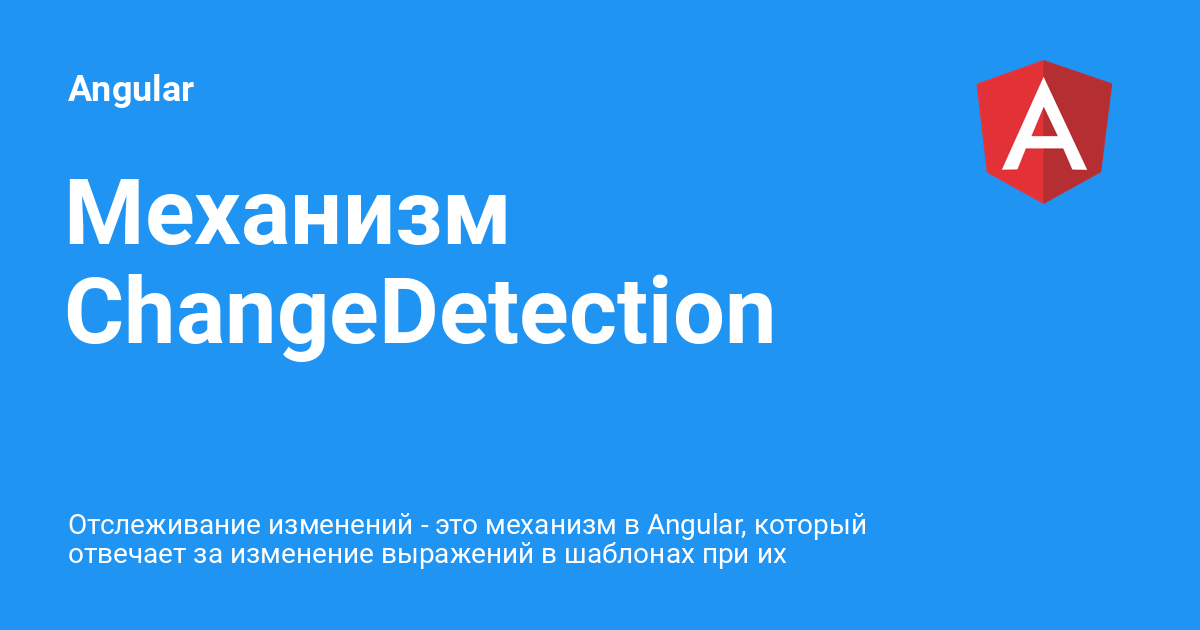 Angular
Механизм
ChangeDetection
Отслеживание изменений - это механизм в Angular, который
отвечает за изменение выражений в шаблонах при их